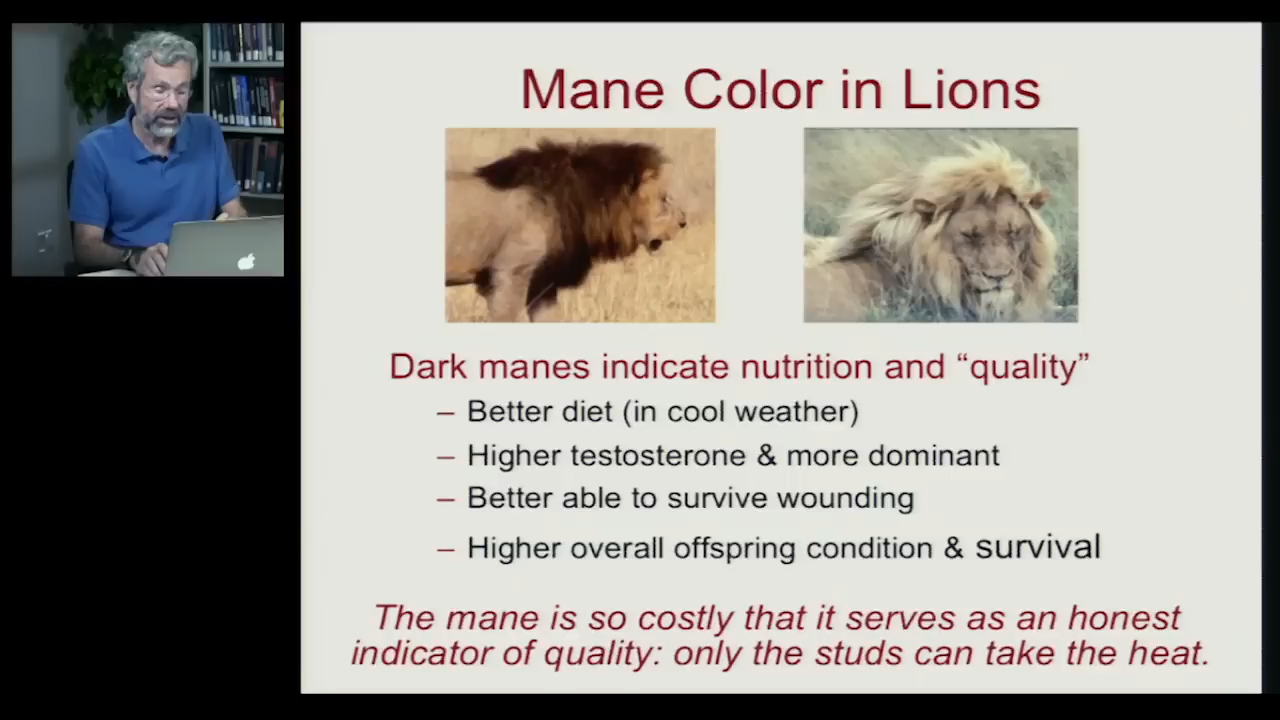 Mane Color in Lions
Dark manes indicate nutrition and “quality”
– Better diet (in cool weather)
– Higher testosterone & more dominant
– Better able to survive wounding
– Higher overall offspring condition & survival
The mane is so costly that it serves as an honest
indicator of quality: only the studs can take the heat.